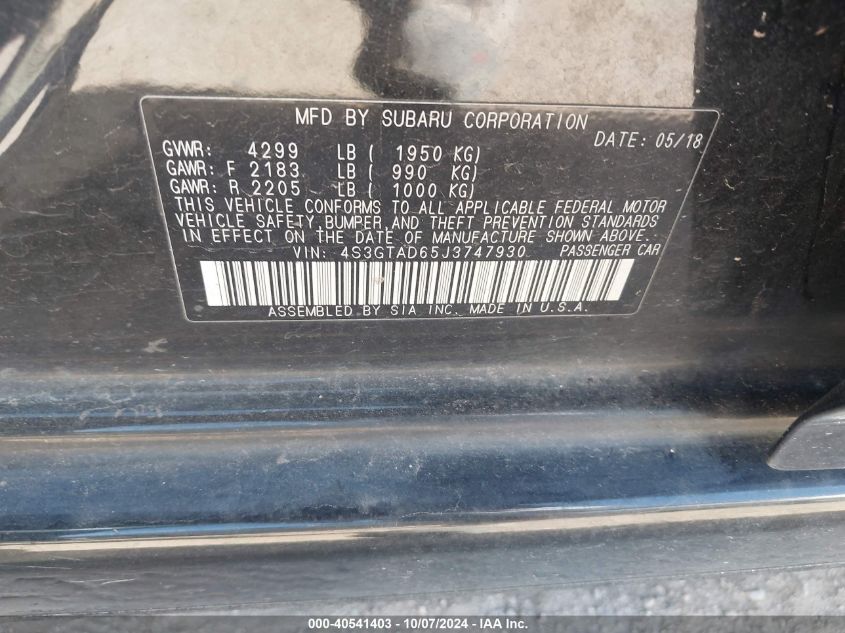 MFD BY SUBARU CORPORATION
DATE: 05/18
GVWR: 4299 LB ( 1950 KG)
GAWR: F 2183 LB ( 990 KG)
GAWR: R 2205 LB ( 1000 KG)
THIS VEHICLE CONFORMS TO ALL APPLICABLE FEDERAL MOTOR
VEHICLE SAFETY, BUMPER, AND THEFT PREVENTION STANDARDS
IN EFFECT ON THE DATE OF MANUFACTURE SHOWN ABOVE.
VIN: 4S3GTAD65J3747930 PASSENGER CAR
ASSEMBLED BY SIA INC. MADE IN U.S.A.
000-40541403 - 10/07/2024 - IAA Inc.